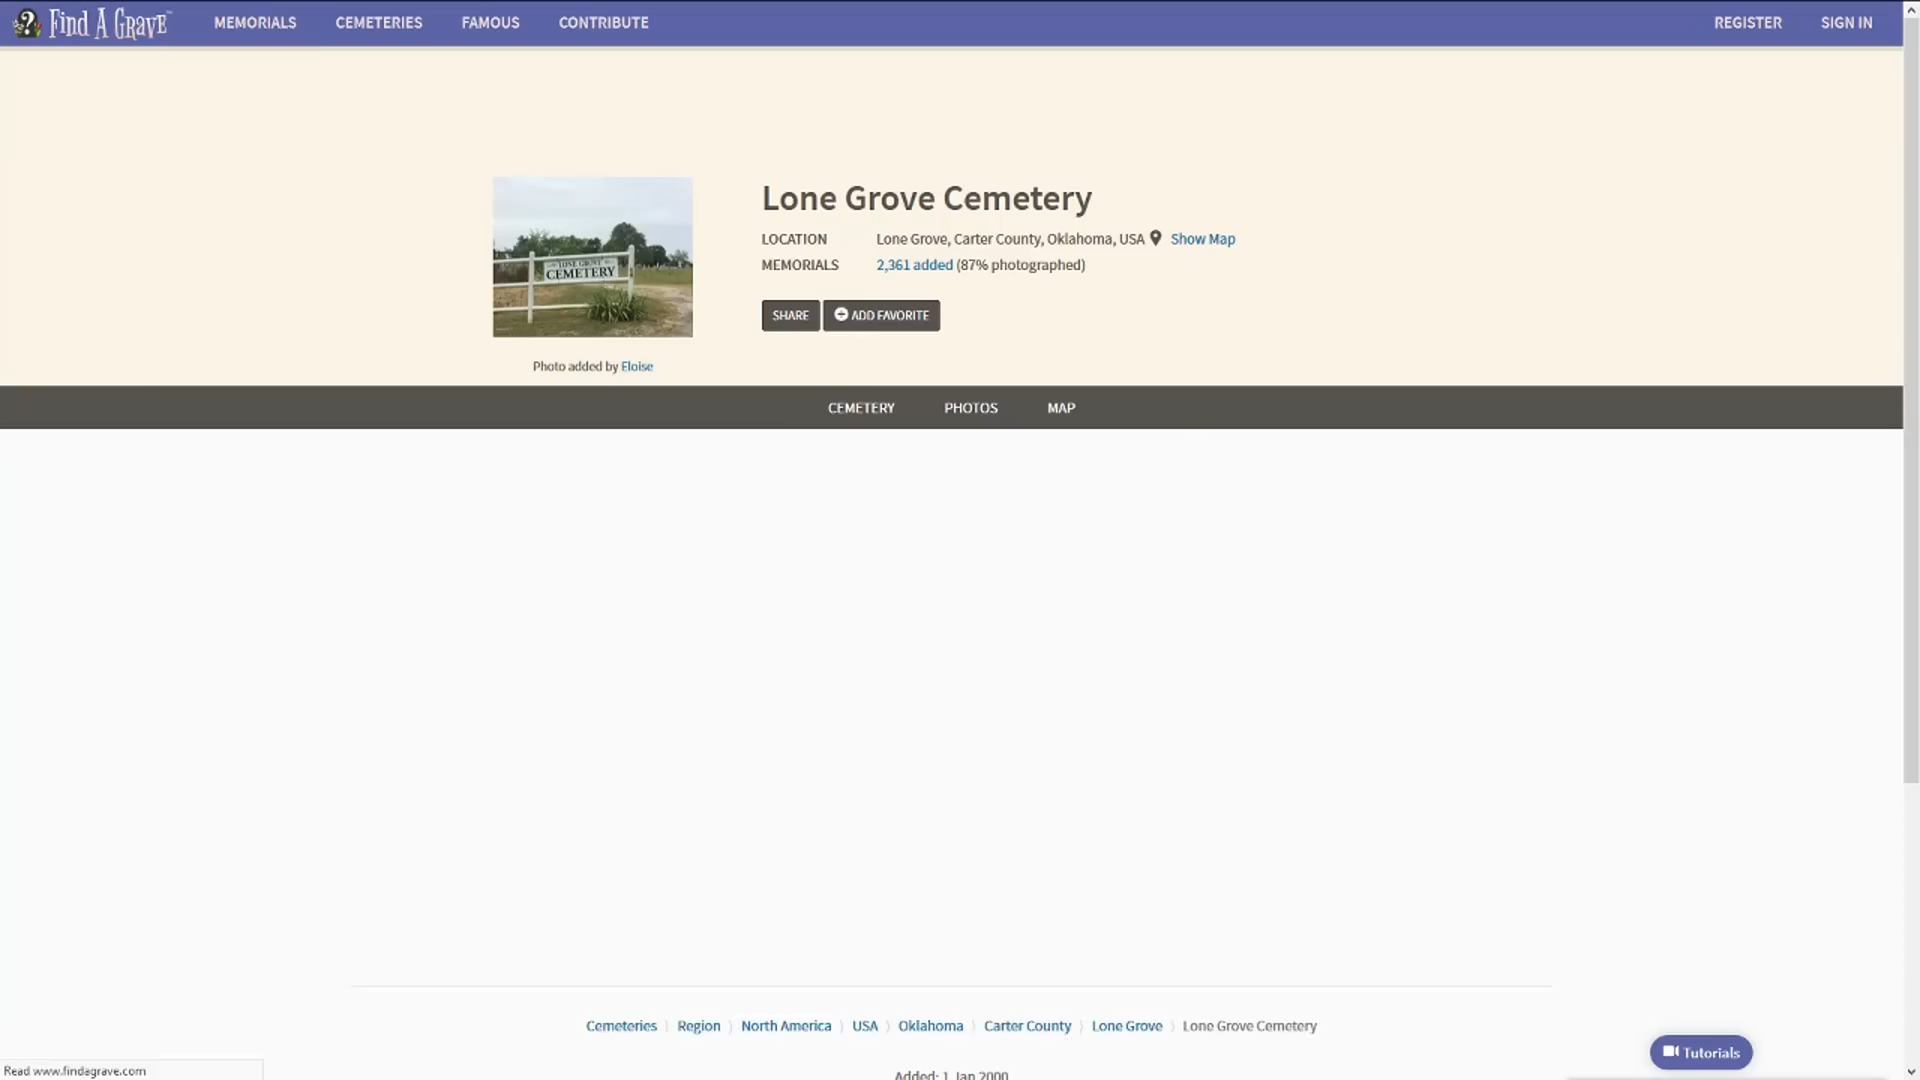 Find A Grave™ MEMORIALS CEMETERIES FAMOUS CONTRIBUTE REGISTER SIGN IN
LONE GROVE
CEMETERY
Photo added by Eloise
Lone Grove Cemetery
LOCATION Lone Grove, Carter County, Oklahoma, USA Show Map
MEMORIALS 2,361 added (87% photographed)
SHARE ADD FAVORITE
CEMETERY PHOTOS MAP
Cemeteries Region North America USA Oklahoma Carter County Lone Grove Lone Grove Cemetery
Tutorials
Read www.findagrave.com
Added: 1 Jan 2000